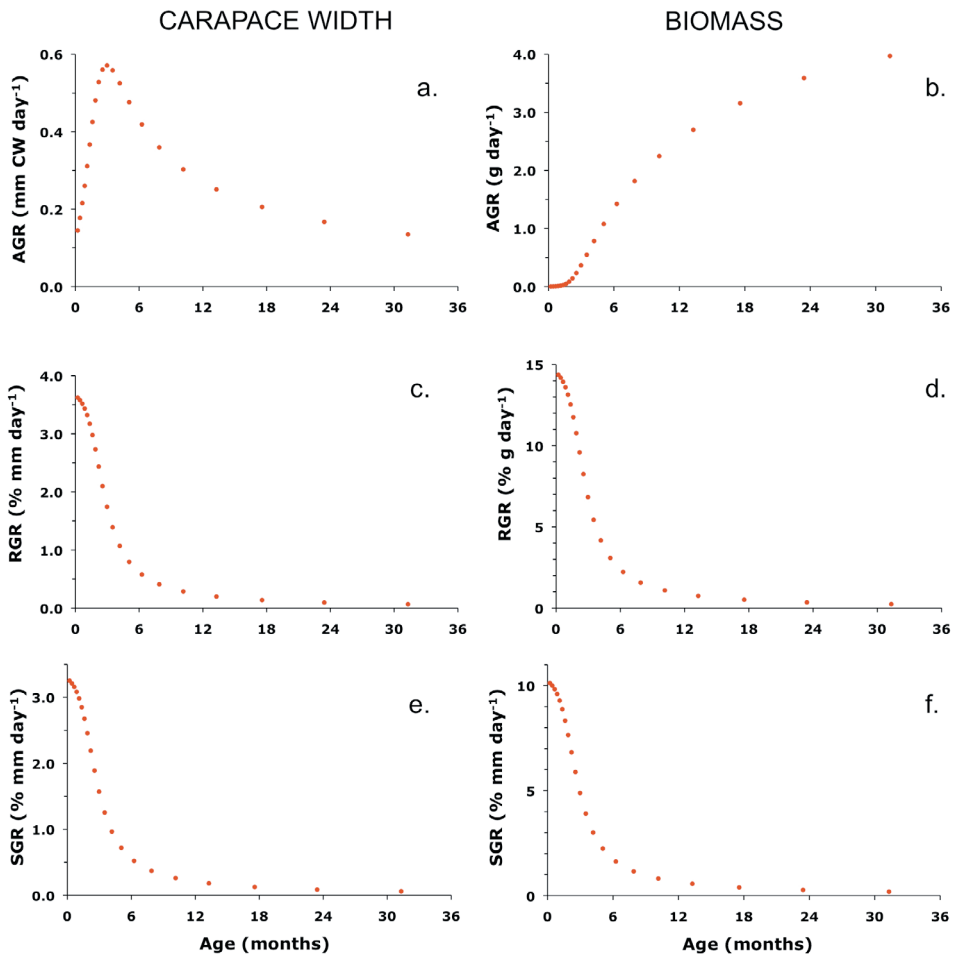 CARAPACE WIDTH
BIOMASS
AGR (mm CW day⁻¹)
0.6
0.4
0.2
0.0
a.
0 6 12 18 24 30 36
AGR (g day⁻¹)
4.0
3.0
2.0
1.0
0.0
b.
0 6 12 18 24 30 36
RGR (% mm day⁻¹)
4.0
3.0
2.0
1.0
0.0
c.
0 6 12 18 24 30 36
RGR (% g day⁻¹)
15
10
5
0
d.
0 6 12 18 24 30 36
SGR (% mm day⁻¹)
3.0
2.0
1.0
0.0
e.
0 6 12 18 24 30 36
Age (months)
SGR (% mm day⁻¹)
10
5
0
f.
0 6 12 18 24 30 36
Age (months)